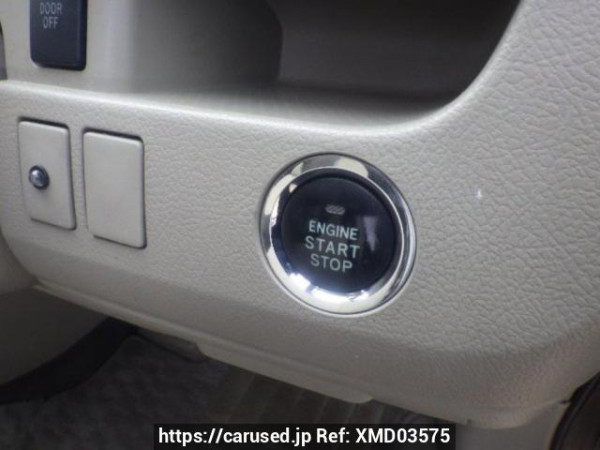 DOOR
OFF
ENGINE
START
STOP
https://carused.jp Ref: XMD03575